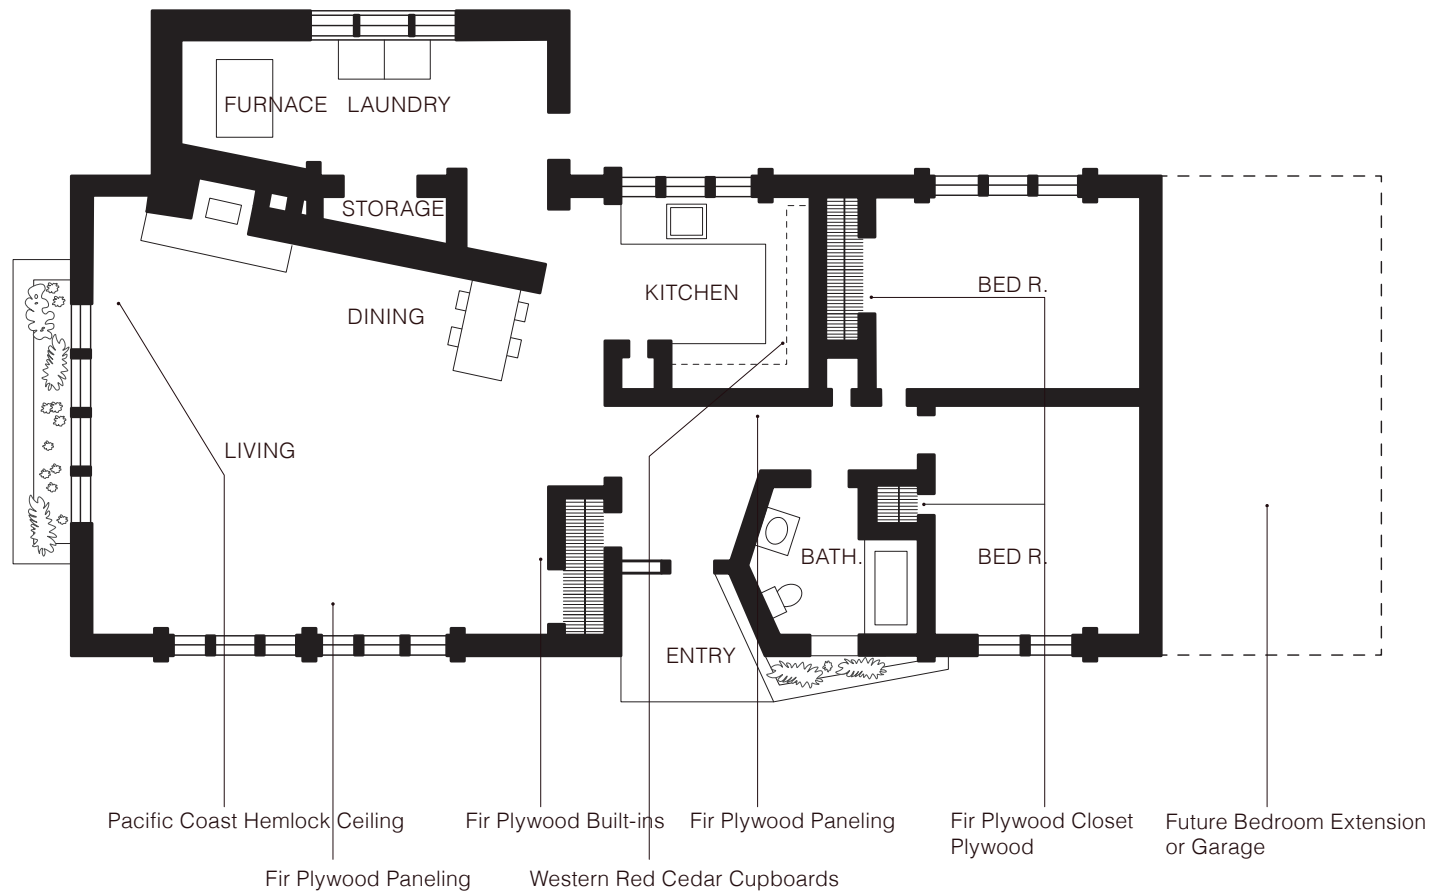 FURNACE LAUNDRY
STORAGE
KITCHEN
BED R.
DINING
LIVING
BATH.
BED R.
ENTRY
Pacific Coast Hemlock Ceiling
Fir Plywood Built-ins
Fir Plywood Paneling
Fir Plywood Closet
Plywood
Future Bedroom Extension
or Garage
Fir Plywood Paneling
Western Red Cedar Cupboards